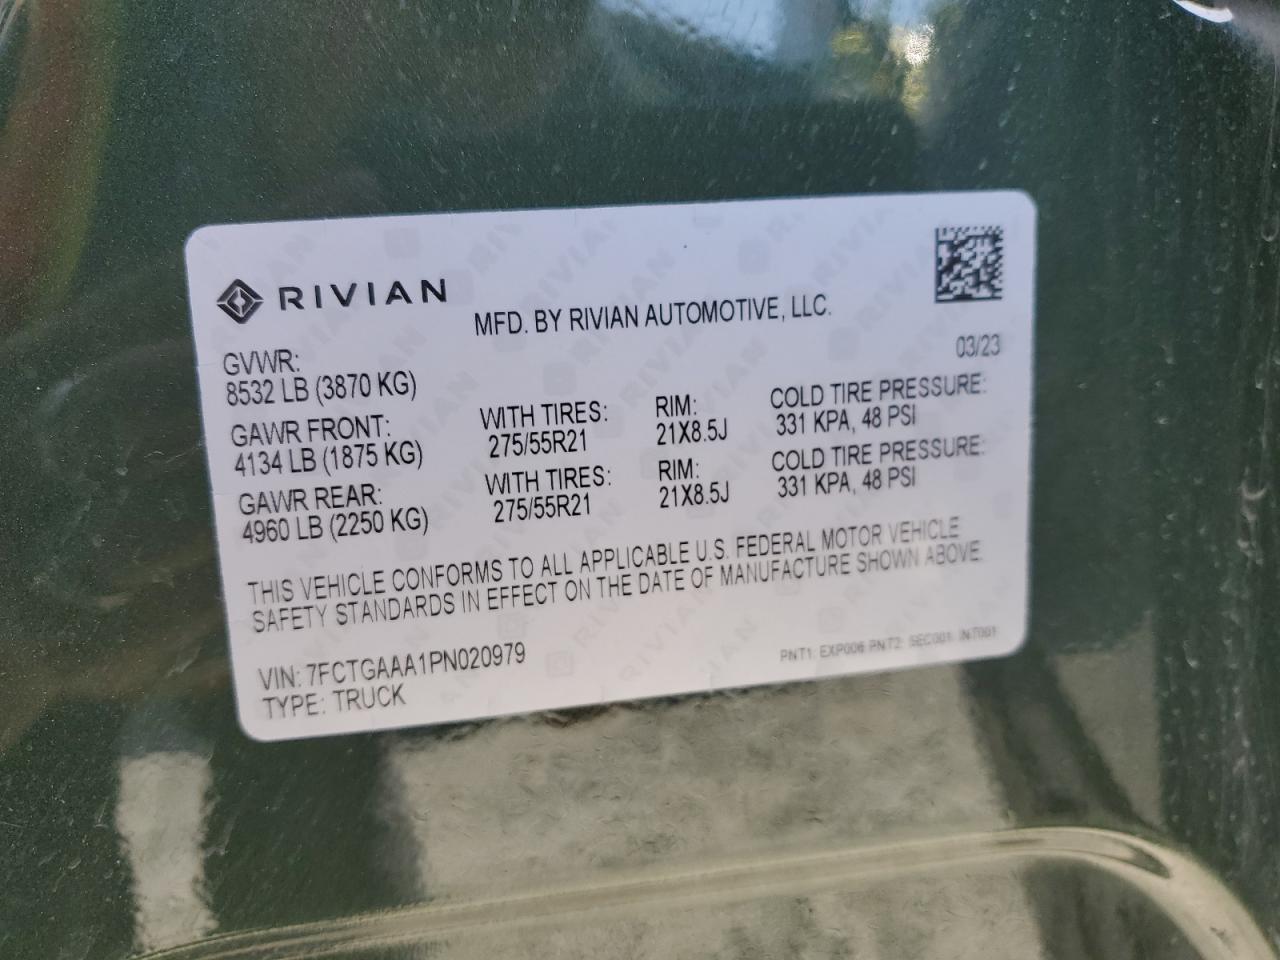 RIVIAN
MFD. BY RIVIAN AUTOMOTIVE, LLC.
03/23
GVWR:
8532 LB (3870 KG)
GAWR FRONT: WITH TIRES: RIM: COLD TIRE PRESSURE:
4134 LB (1875 KG) 275/55R21 21X8.5J 331 KPA, 48 PSI
GAWR REAR: WITH TIRES: RIM: COLD TIRE PRESSURE:
4960 LB (2250 KG) 275/55R21 21X8.5J 331 KPA, 48 PSI
THIS VEHICLE CONFORMS TO ALL APPLICABLE U.S. FEDERAL MOTOR VEHICLE
SAFETY STANDARDS IN EFFECT ON THE DATE OF MANUFACTURE SHOWN ABOVE.
VIN: 7FCTGAAA1PN020979
TYPE: TRUCK
PNT1: EXP006 PNT2: SEC001 INT001